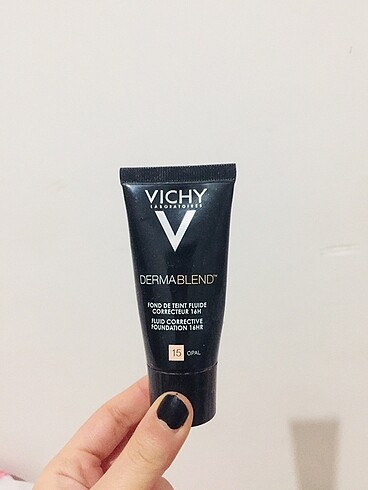 VICHY
LABORATOIRES
V
DERMABLEND™
FOND DE TEINT FLUIDE
CORRECTEUR 16H
FLUID CORRECTIVE
FOUNDATION 16HR
15 OPAL